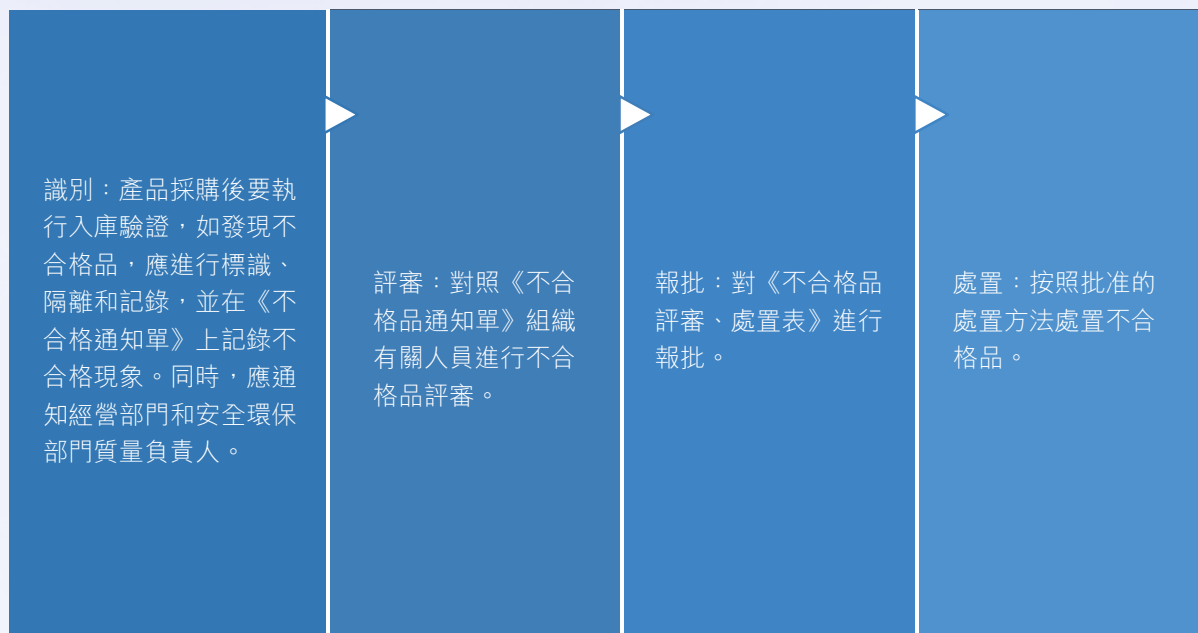 識別：產品採購後要執
行入庫驗證，如發現不
合格品，應進行標識、
隔離和記錄，並在《不
合格通知單》上記錄不
合格現象。同時，應通
知經營部門和安全環保
部門質量負責人。
評審：對照《不合
格品通知單》組織
有關人員進行不合
格品評審。
報批：對《不合格品
評審、處置表》進行
報批。
處置：按照批准的
處置方法處置不合
格品。